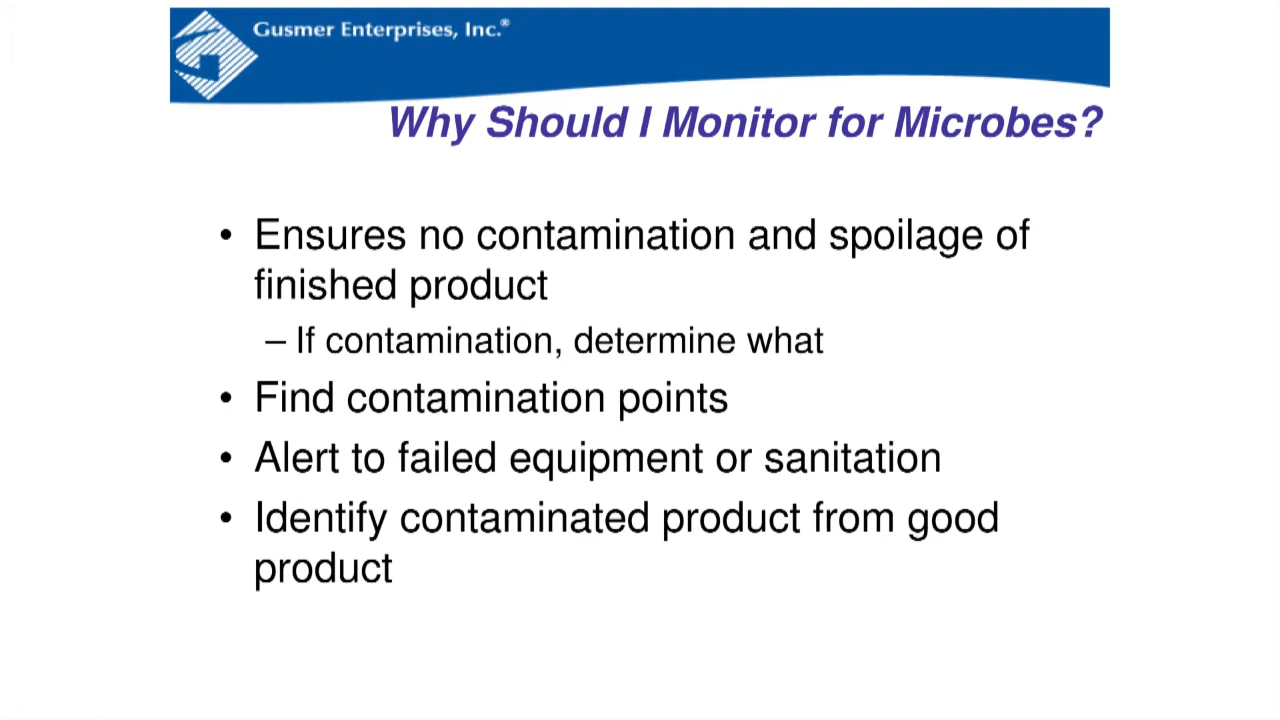 Gusmer Enterprises, Inc.®
Why Should I Monitor for Microbes?
• Ensures no contamination and spoilage of
finished product
– If contamination, determine what
• Find contamination points
• Alert to failed equipment or sanitation
• Identify contaminated product from good
product